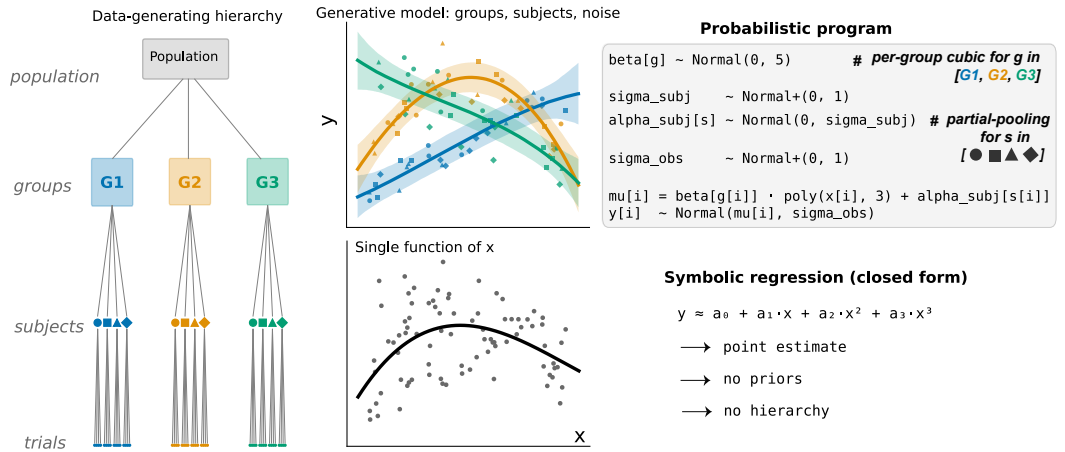 Data-generating hierarchy
Population
population
groups
G1
G2
G3
subjects
trials
Generative model: groups, subjects, noise
y
Single function of x
x
Probabilistic program
beta[g] ~ Normal(0, 5) # per-group cubic for g in
[G1, G2, G3]
sigma_subj ~ Normal+(0, 1)
alpha_subj[s] ~ Normal(0, sigma_subj) # partial-pooling
for s in
[ ● ■ ▲ ◆ ]
sigma_obs ~ Normal+(0, 1)
mu[i] = beta[g[i]] · poly(x[i], 3) + alpha_subj[s[i]]
y[i] ~ Normal(mu[i], sigma_obs)
Symbolic regression (closed form)
y ≈ a₀ + a₁·x + a₂·x² + a₃·x³
⟶ point estimate
⟶ no priors
⟶ no hierarchy